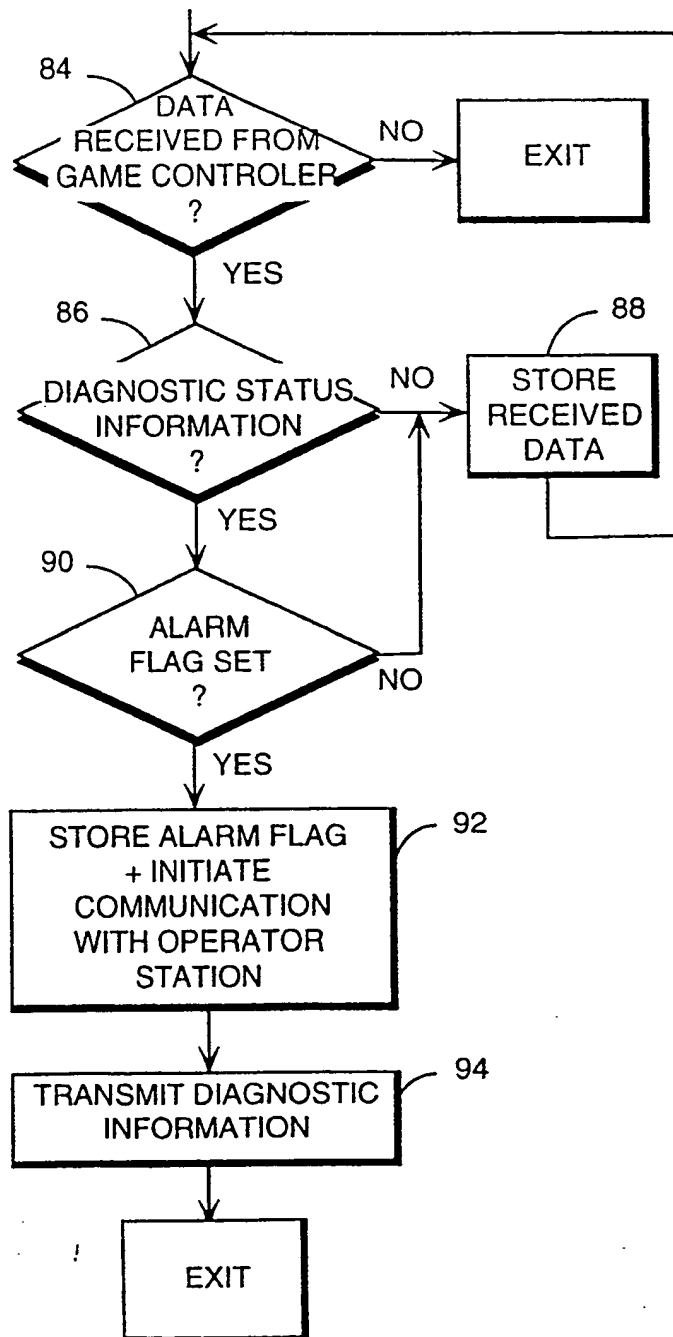 84
DATA
RECEIVED FROM
GAME CONTROLER
?
NO
EXIT
YES
86
DIAGNOSTIC STATUS
INFORMATION
?
NO
88
STORE
RECEIVED
DATA
YES
90
ALARM
FLAG SET
?
NO
YES
STORE ALARM FLAG
+ INITIATE
COMMUNICATION
WITH OPERATOR
STATION
92
TRANSMIT DIAGNOSTIC
INFORMATION
94
EXIT